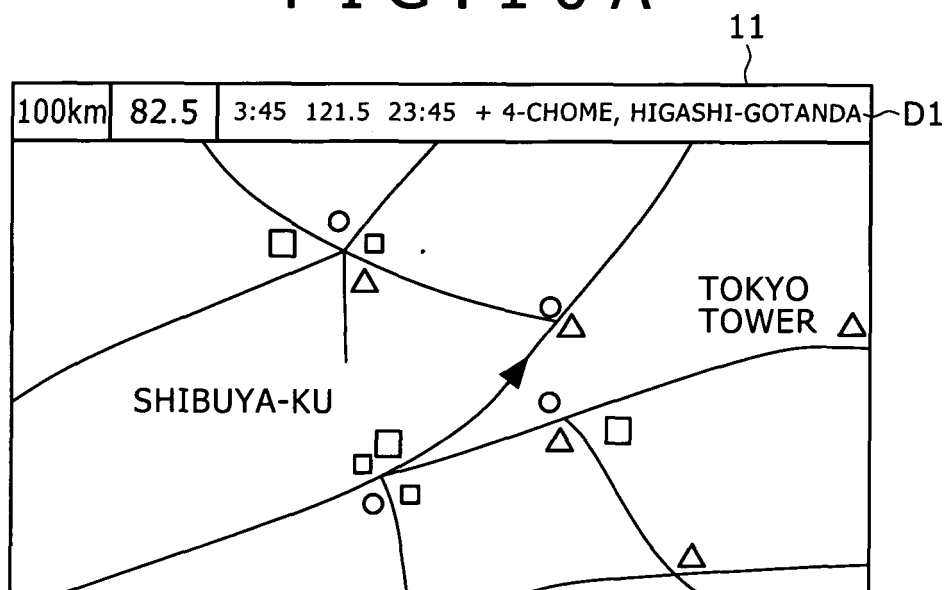 FIG.10A
11
100km 82.5 3:45 121.5 23:45 + 4-CHOME, HIGASHI-GOTANDA D1
TOKYO
TOWER
SHIBUYA-KU